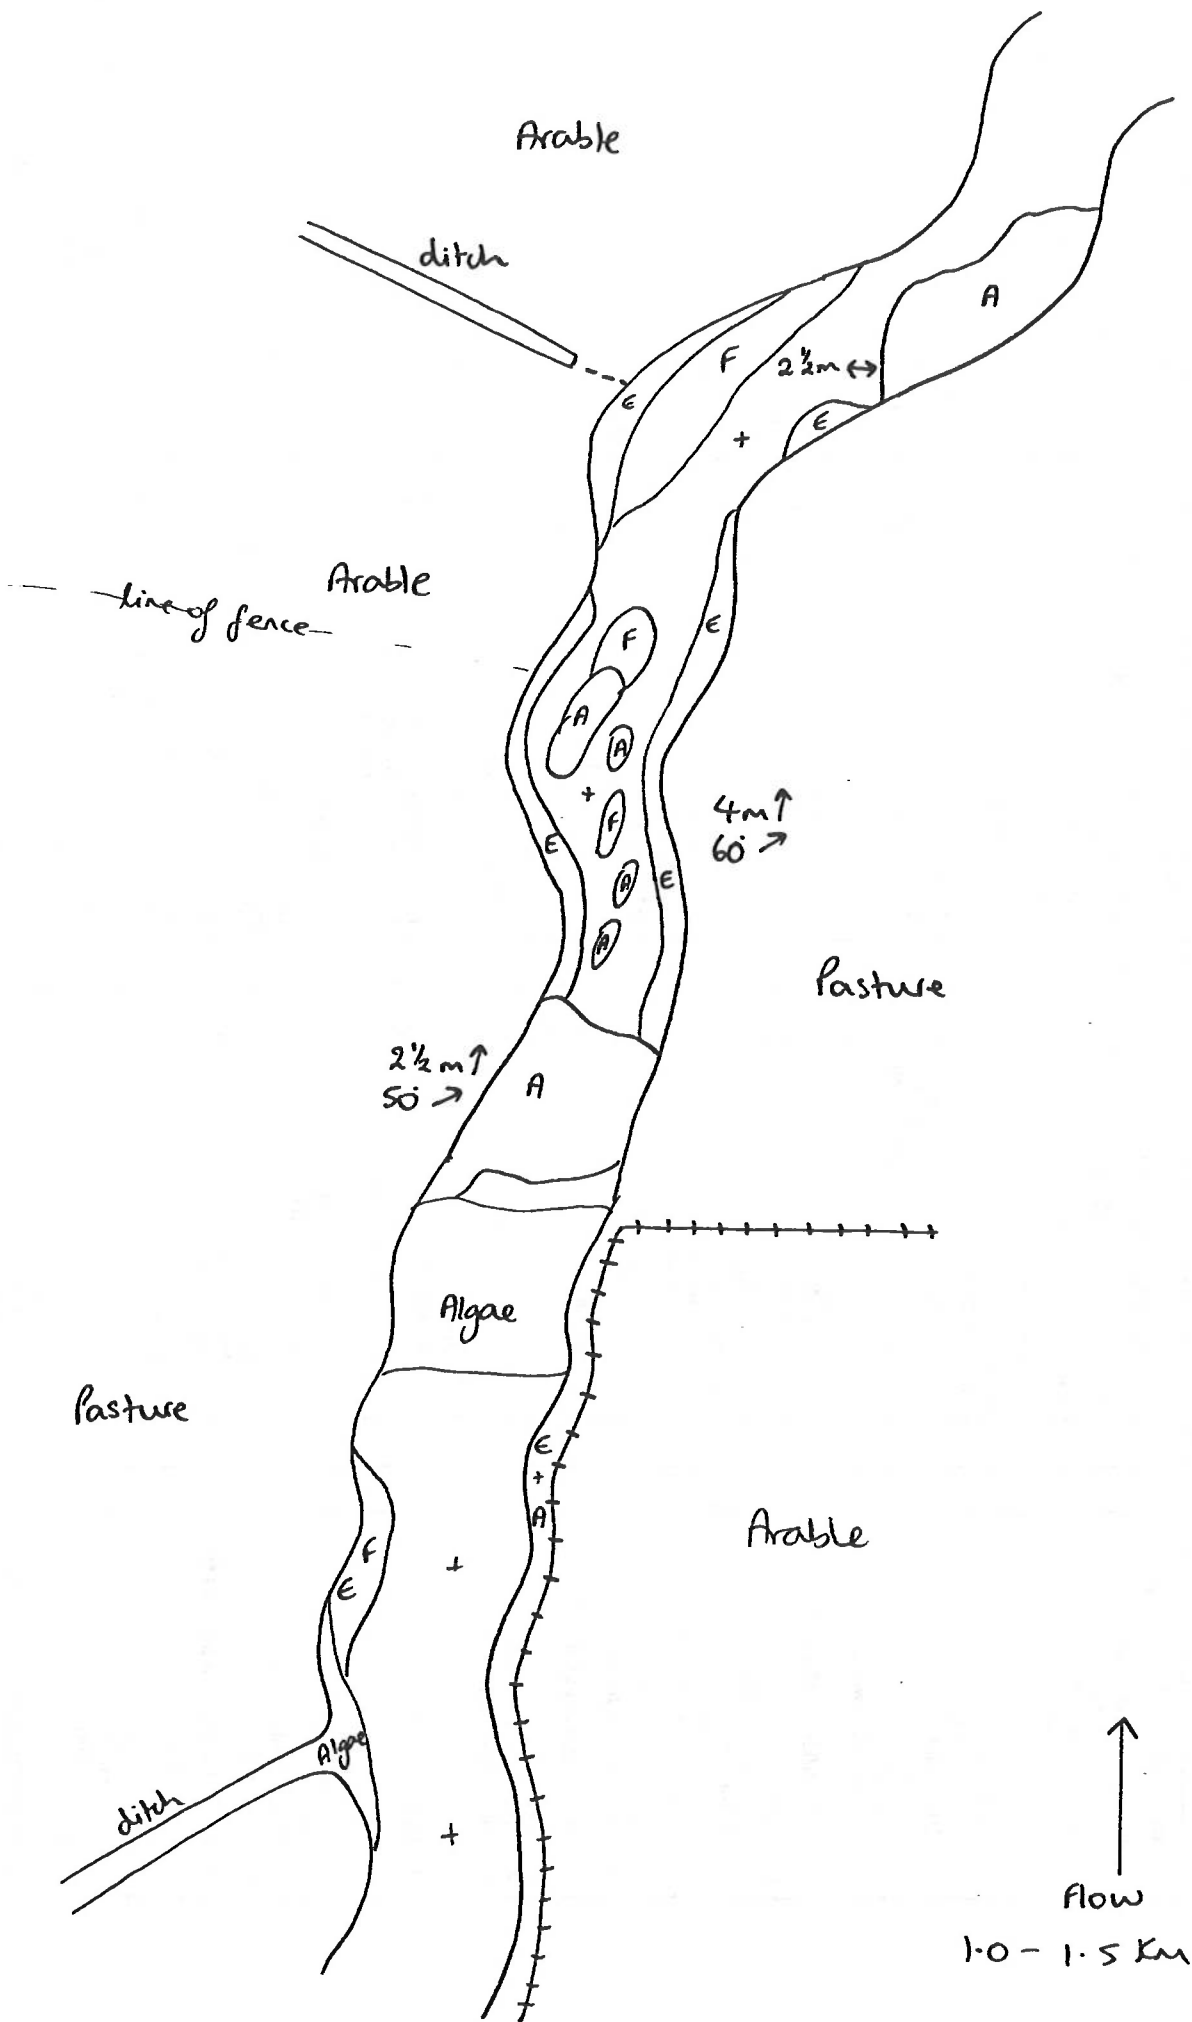 Arable
ditch
A
F
2½m ↔
E
E
+
Arable
line of fence
F
E
A
A
+
F
4m ↑
60° ↗
E
A
E
A
Pasture
2½m ↑
50° ↗
A
Algae
Pasture
E
+
A
Arable
F
+
E
Algae
ditch
+
Flow
1.0 - 1.5 Km